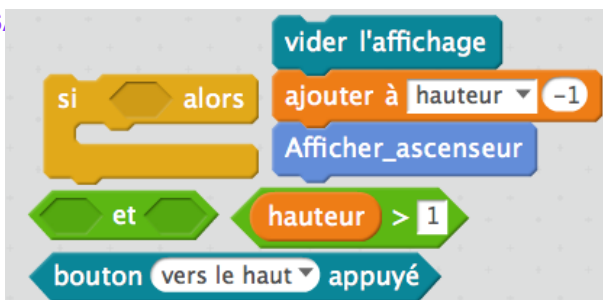 vider l'affichage
si alors
ajouter à hauteur -1
Afficher_ascenseur
et
hauteur > 1
bouton vers le haut appuyé